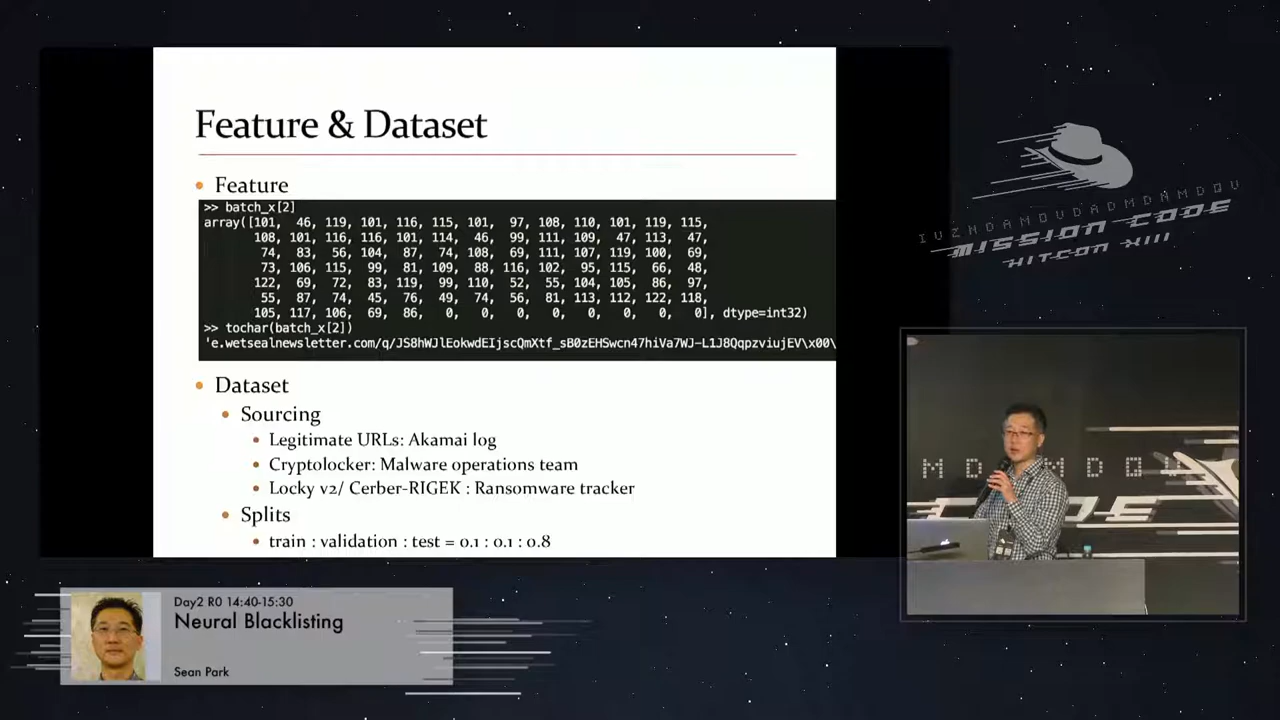 Feature & Dataset
• Feature
>> batch_x[2]
array([101, 46, 119, 101, 116, 115, 101, 97, 108, 110, 101, 119, 115,
108, 101, 116, 116, 101, 114, 46, 99, 111, 109, 47, 113, 47,
74, 83, 56, 104, 87, 74, 108, 69, 111, 107, 119, 100, 69,
73, 106, 115, 99, 81, 109, 88, 116, 102, 95, 115, 66, 48,
122, 69, 72, 83, 119, 99, 110, 52, 55, 104, 105, 86, 97,
55, 87, 74, 45, 76, 49, 74, 56, 81, 113, 112, 122, 118,
105, 117, 106, 69, 86, 0, 0, 0, 0, 0, 0, 0, 0], dtype=int32)
>> tochar(batch_x[2])
'e.wetsealnewsletter.com/q/JS8hWJlEokwdEIjscQmXtf_sB0zEHSwcn47hiVa7WJ-L1J8QqpzviujEV\x00\
• Dataset
• Sourcing
• Legitimate URLs: Akamai log
• Cryptolocker: Malware operations team
• Locky v2/ Cerber-RIGEK : Ransomware tracker
• Splits
• train : validation : test = 0.1 : 0.1 : 0.8
IVZHDAMOVDADMDAMDQV
MISSION CODE
HITCON XIII
M D M D Q V
CODE
Day2 R0 14:40-15:30
Neural Blacklisting
Sean Park